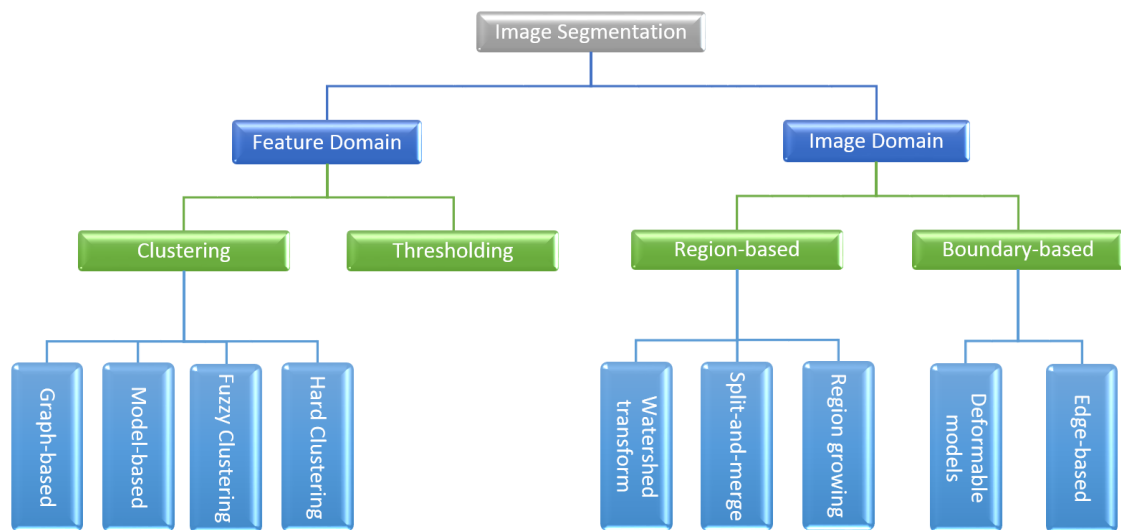 Image Segmentation
Feature Domain
Image Domain
Clustering
Thresholding
Region-based
Boundary-based
Graph-based
Model-based
Fuzzy Clustering
Hard Clustering
Watershed
transform
Split-and-merge
Region growing
Deformable
models
Edge-based